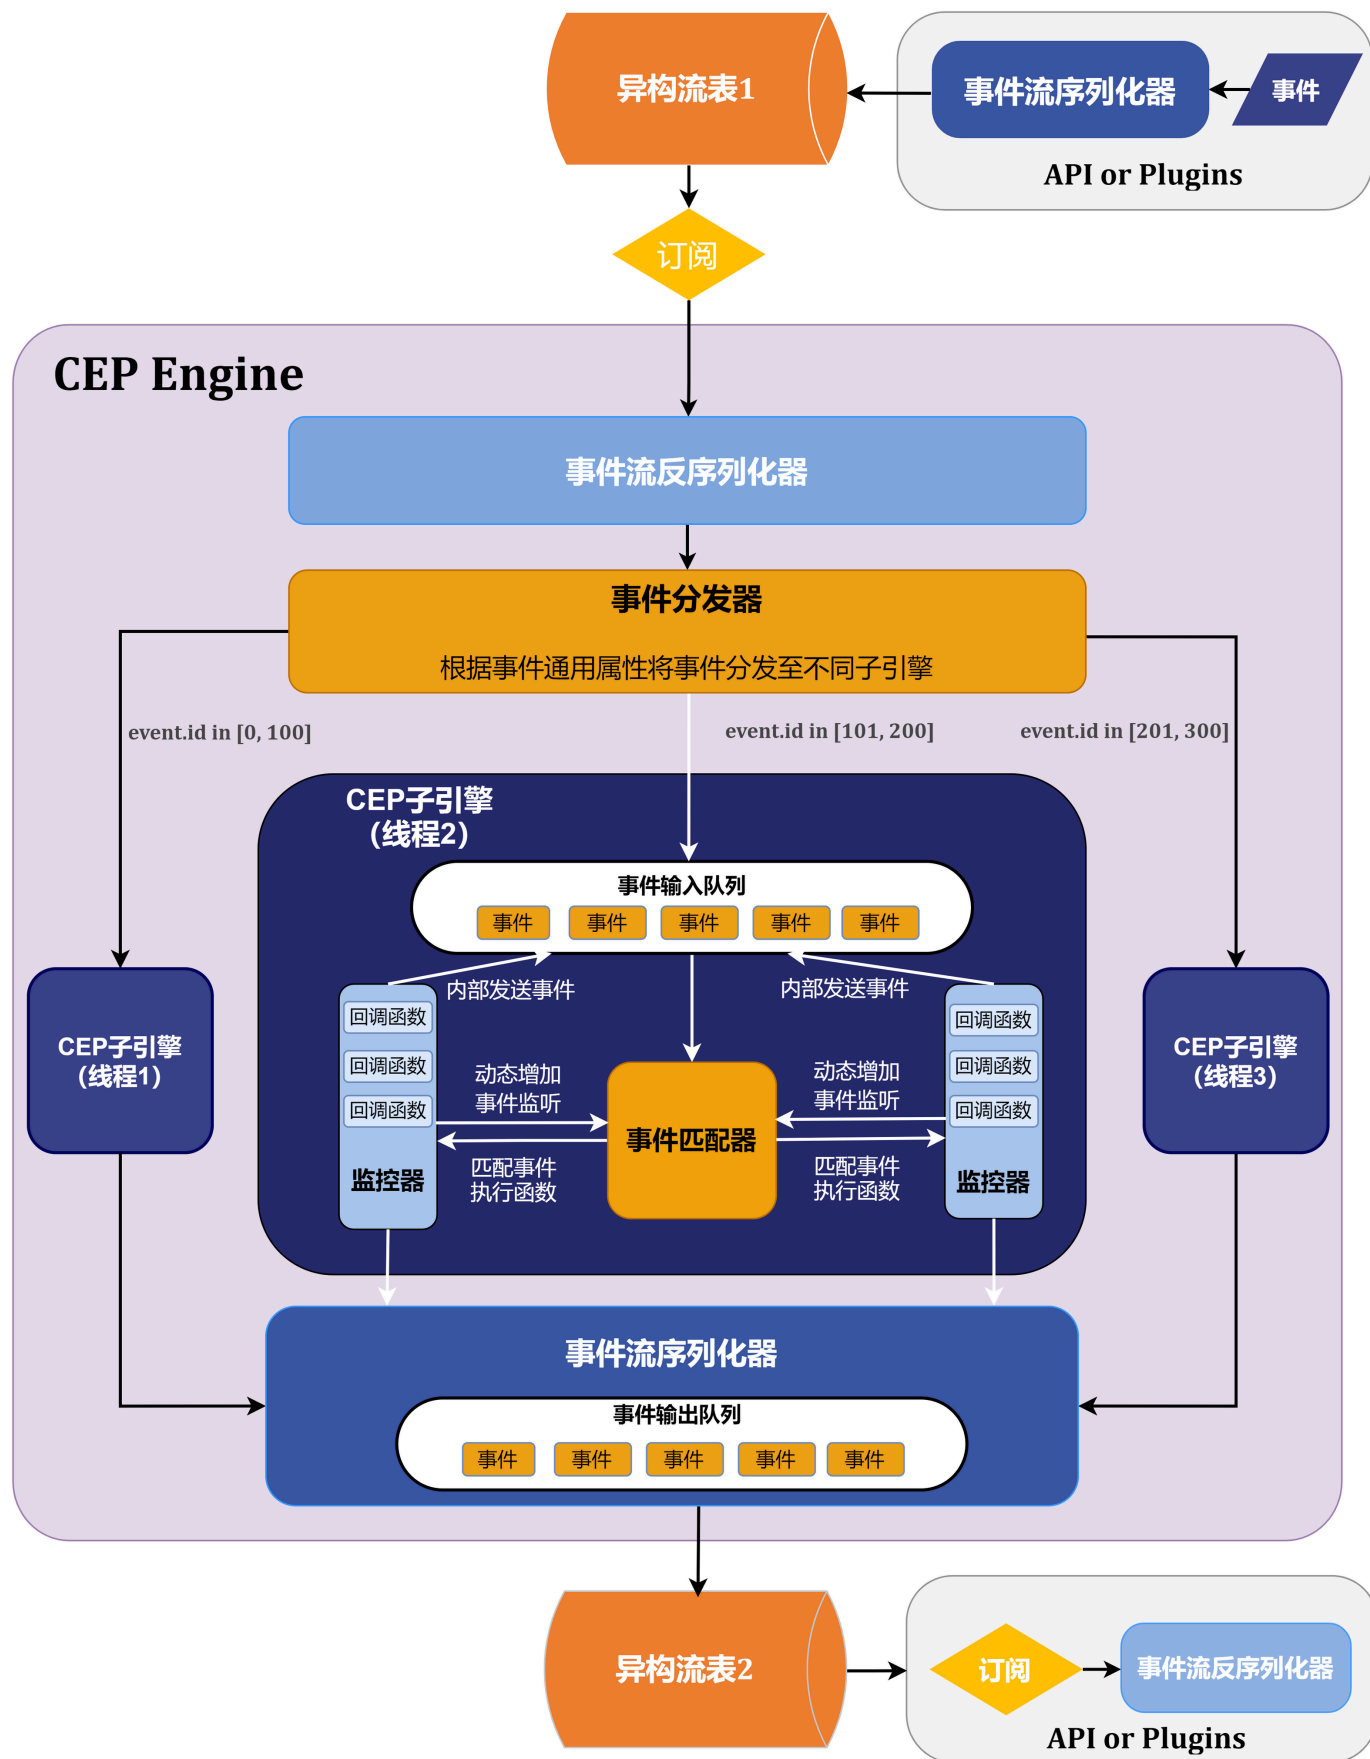 异构流表1
事件流序列化器
事件
API or Plugins
订阅
CEP Engine
事件流反序列化器
事件分发器
根据事件通用属性将事件分发至不同子引擎
event.id in [0, 100]
event.id in [101, 200]
event.id in [201, 300]
CEP子引擎
（线程2）
事件输入队列
事件
事件
事件
事件
事件
内部发送事件
内部发送事件
回调函数
回调函数
回调函数
监控器
动态增加
事件监听
匹配事件
执行函数
事件匹配器
动态增加
事件监听
匹配事件
执行函数
回调函数
回调函数
回调函数
监控器
CEP子引擎
（线程1）
CEP子引擎
（线程3）
事件流序列化器
事件输出队列
事件
事件
事件
事件
事件
异构流表2
订阅
事件流反序列化器
API or Plugins